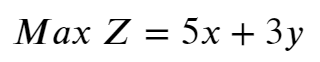 Max Z = 5x + 3y